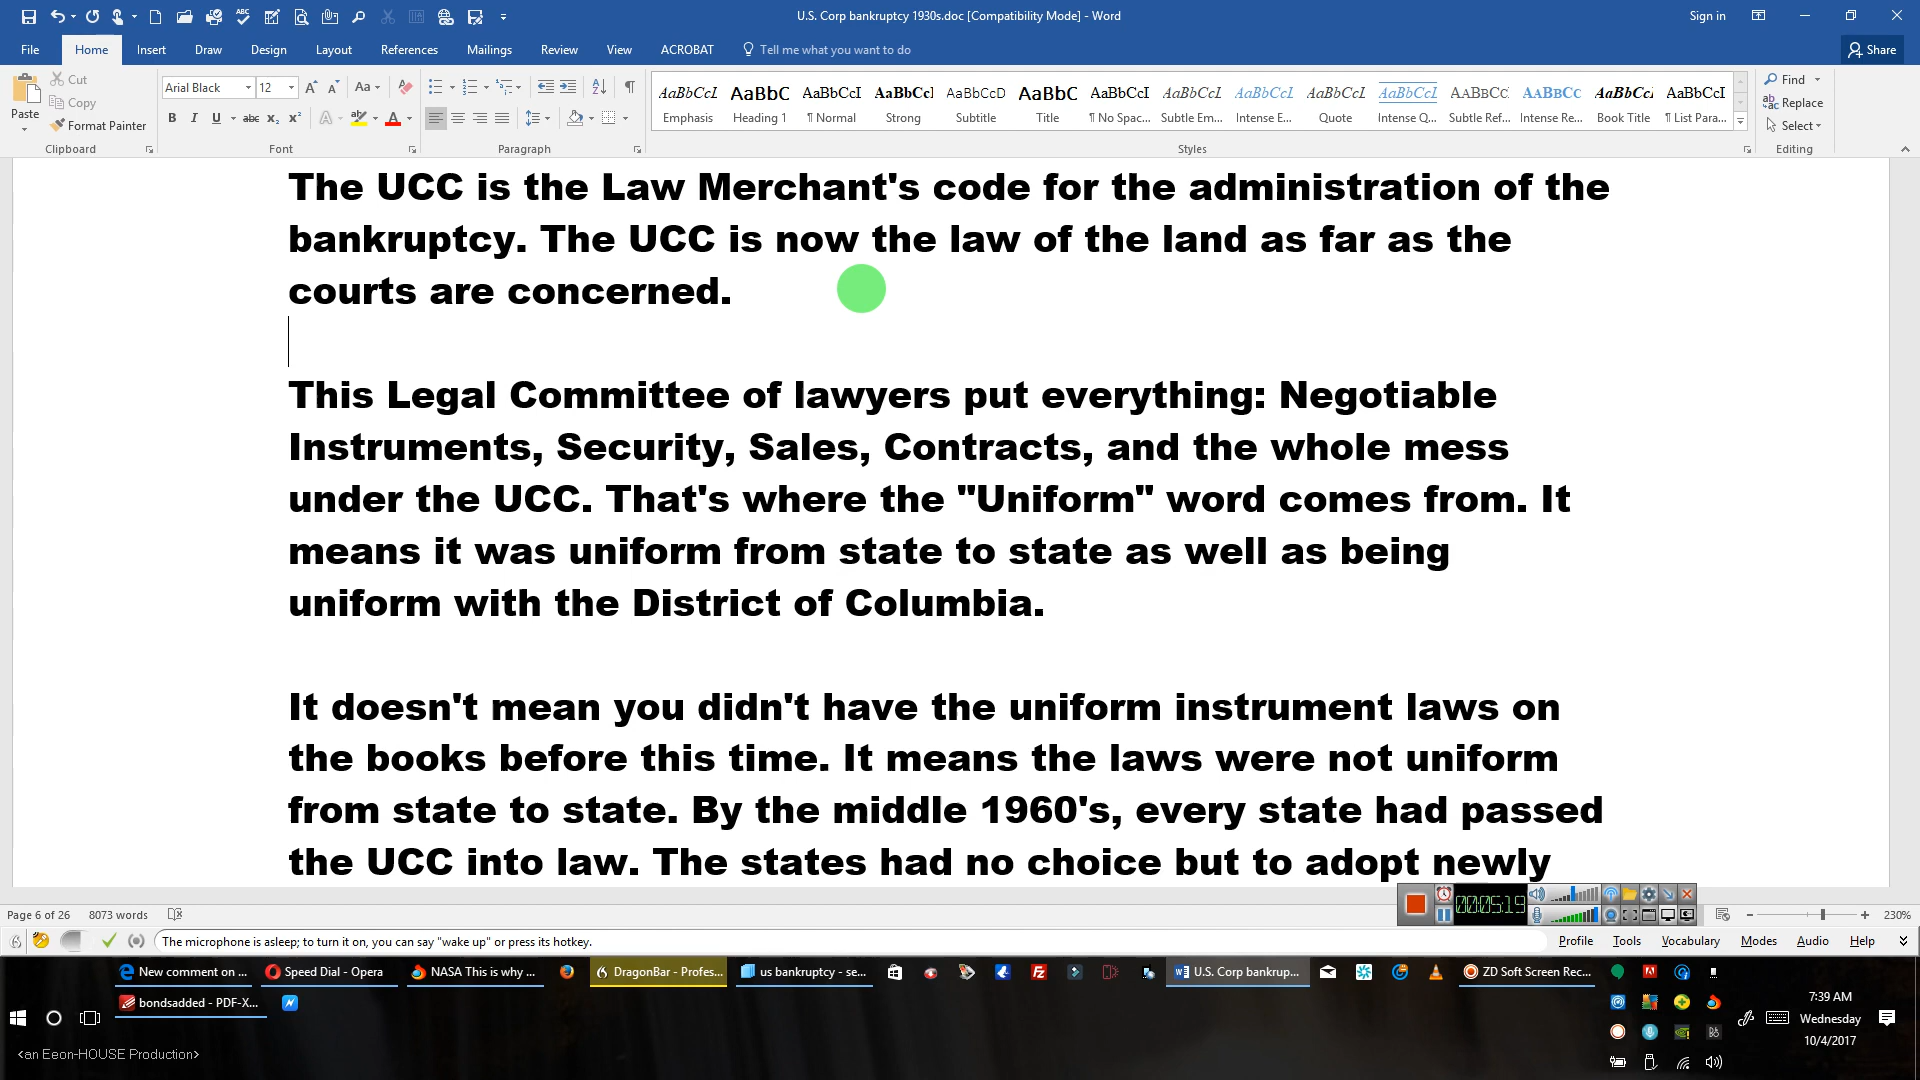 U.S. Corp bankruptcy 1930s.doc [Compatibility Mode] - Word
Sign in
File Home Insert Draw Design Layout References Mailings Review View ACROBAT Tell me what you want to do Share
Paste
Cut
Copy
Format Painter
Arial Black 12
AaBbCcI AaBbC AaBbCcI AaBbCcI AaBbCcD AaBbC AaBbCcI AaBbCcI AaBbCcI AaBbCcI AaBbCcI AABBCC AABBCC AaBbCcI AaBbCcI
Emphasis Heading 1 ¶ Normal Strong Subtitle Title ¶ No Spac... Subtle Em... Intense E... Quote Intense Q... Subtle Ref... Intense Re... Book Title ¶ List Para...
Find
Replace
Select
Clipboard Font Paragraph Styles Editing
The UCC is the Law Merchant's code for the administration of the
bankruptcy. The UCC is now the law of the land as far as the
courts are concerned.
This Legal Committee of lawyers put everything: Negotiable
Instruments, Security, Sales, Contracts, and the whole mess
under the UCC. That's where the "Uniform" word comes from. It
means it was uniform from state to state as well as being
uniform with the District of Columbia.
It doesn't mean you didn't have the uniform instrument laws on
the books before this time. It means the laws were not uniform
from state to state. By the middle 1960's, every state had passed
the UCC into law. The states had no choice but to adopt newly
00:05:19
Page 6 of 26 8073 words 230%
The microphone is asleep; to turn it on, you can say "wake up" or press its hotkey.
Profile Tools Vocabulary Modes Audio Help
New comment on ... Speed Dial - Opera NASA This is why ... DragonBar - Profes... us bankruptcy - se... U.S. Corp bankrup... ZD Soft Screen Rec...
bondsadded - PDF-X...
7:39 AM
Wednesday
10/4/2017
<an Eeon-HOUSE Production>